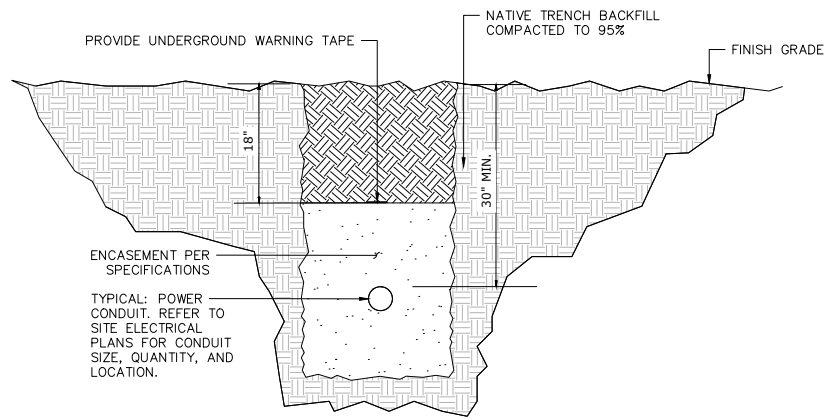 NATIVE TRENCH BACKFILL
COMPACTED TO 95%
PROVIDE UNDERGROUND WARNING TAPE
FINISH GRADE
18"
30" MIN.
ENCASEMENT PER
SPECIFICATIONS
TYPICAL: POWER
CONDUIT. REFER TO
SITE ELECTRICAL
PLANS FOR CONDUIT
SIZE, QUANTITY, AND
LOCATION.